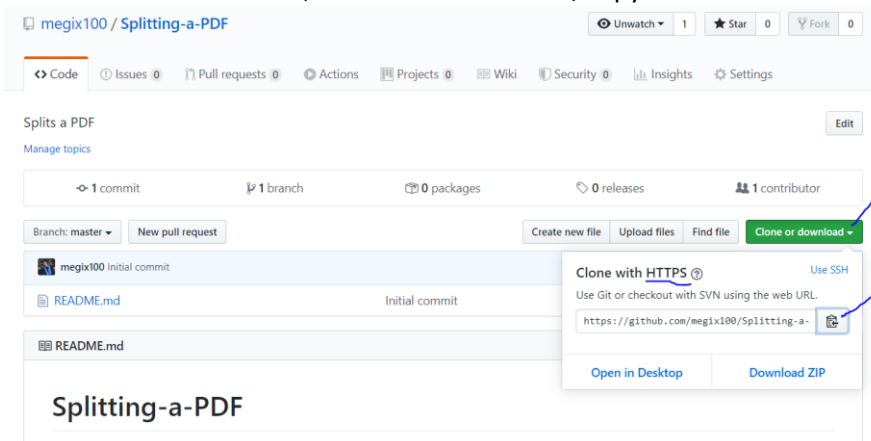 megix100 / Splitting-a-PDF
Unwatch 1 Star 0 Fork 0
Code Issues 0 Pull requests 0 Actions Projects 0 Wiki Security 0 Insights Settings
Splits a PDF Edit
Manage topics
1 commit 1 branch 0 packages 0 releases 1 contributor
Branch: master New pull request Create new file Upload files Find file Clone or download
megix100 Initial commit
README.md Initial commit
Clone with HTTPS ? Use SSH
Use Git or checkout with SVN using the web URL.
https://github.com/megix100/Splitting-a-
Open in Desktop Download ZIP
README.md
Splitting-a-PDF